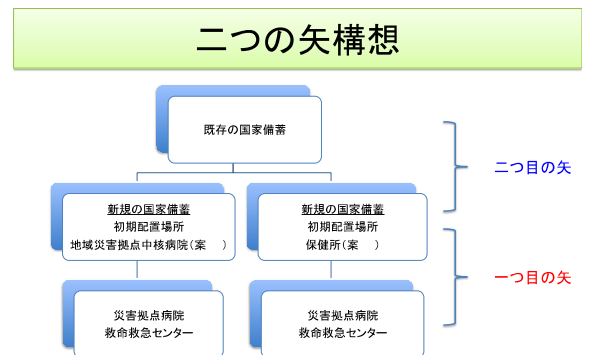 二つの矢構想
既存の国家備蓄
二つ目の矢
新規の国家備蓄
初期配置場所
地域災害拠点中核病院（案　）
新規の国家備蓄
初期配置場所
保健所（案　）
一つ目の矢
災害拠点病院
救命救急センター
災害拠点病院
救命救急センター